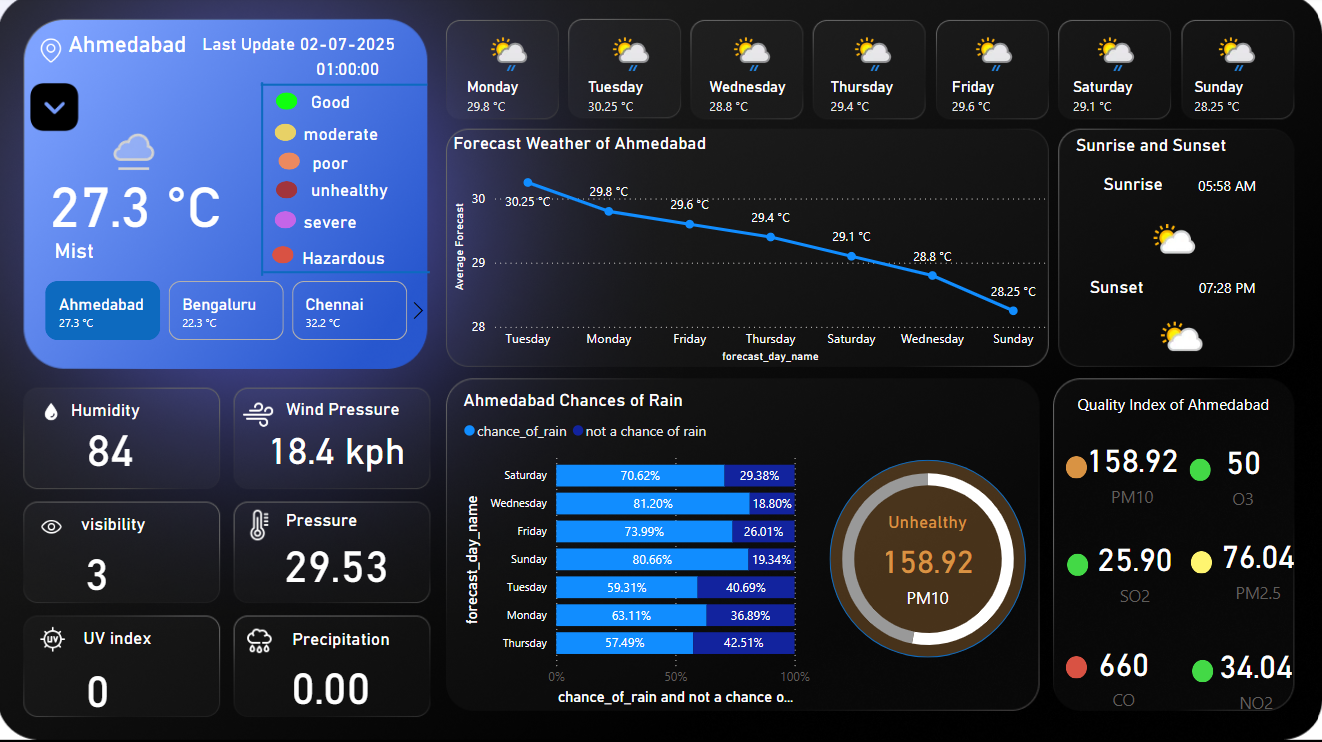 Ahmedabad
Last Update 02-07-2025
01:00:00
Good
moderate
poor
unhealthy
severe
Hazardous
27.3 °C
Mist
Ahmedabad
27.3 °C
Bengaluru
22.3 °C
Chennai
32.2 °C
Monday
29.8 °C
Tuesday
30.25 °C
Wednesday
28.8 °C
Thursday
29.4 °C
Friday
29.6 °C
Saturday
29.1 °C
Sunday
28.25 °C
Forecast Weather of Ahmedabad
Average Forecast
30
29
28
30.25 °C
29.8 °C
29.6 °C
29.4 °C
29.1 °C
28.8 °C
28.25 °C
Tuesday
Monday
Friday
Thursday
Saturday
Wednesday
Sunday
forecast_day_name
Sunrise and Sunset
Sunrise 05:58 AM
Sunset 07:28 PM
Humidity
84
Wind Pressure
18.4 kph
visibility
3
Pressure
29.53
UV
UV index
0
Precipitation
0.00
Ahmedabad Chances of Rain
chance_of_rain not a chance of rain
forecast_day_name
Saturday 70.62% 29.38%
Wednesday 81.20% 18.80%
Friday 73.99% 26.01%
Sunday 80.66% 19.34%
Tuesday 59.31% 40.69%
Monday 63.11% 36.89%
Thursday 57.49% 42.51%
0% 50% 100%
chance_of_rain and not a chance o...
Unhealthy
158.92
PM10
Quality Index of Ahmedabad
158.92
PM10
50
O3
25.90
SO2
76.04
PM2.5
660
CO
34.04
NO2